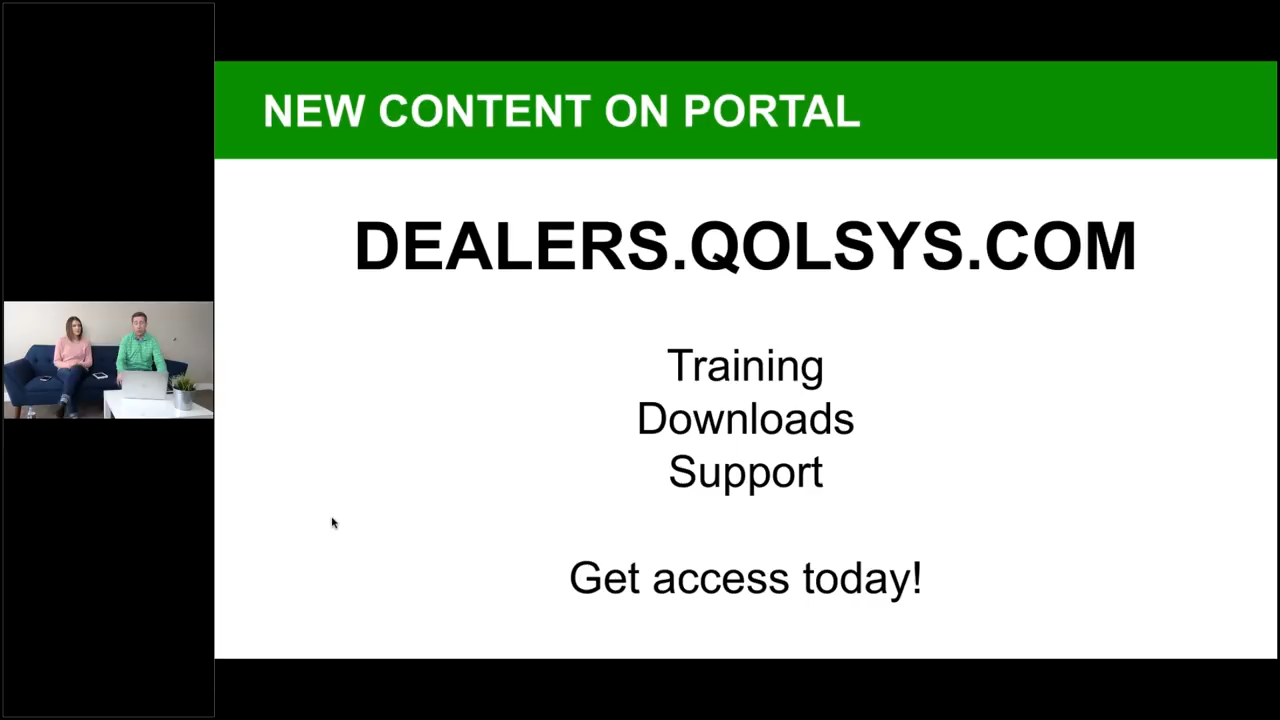 NEW CONTENT ON PORTAL
DEALERS.QOLSYS.COM
Training
Downloads
Support
Get access today!